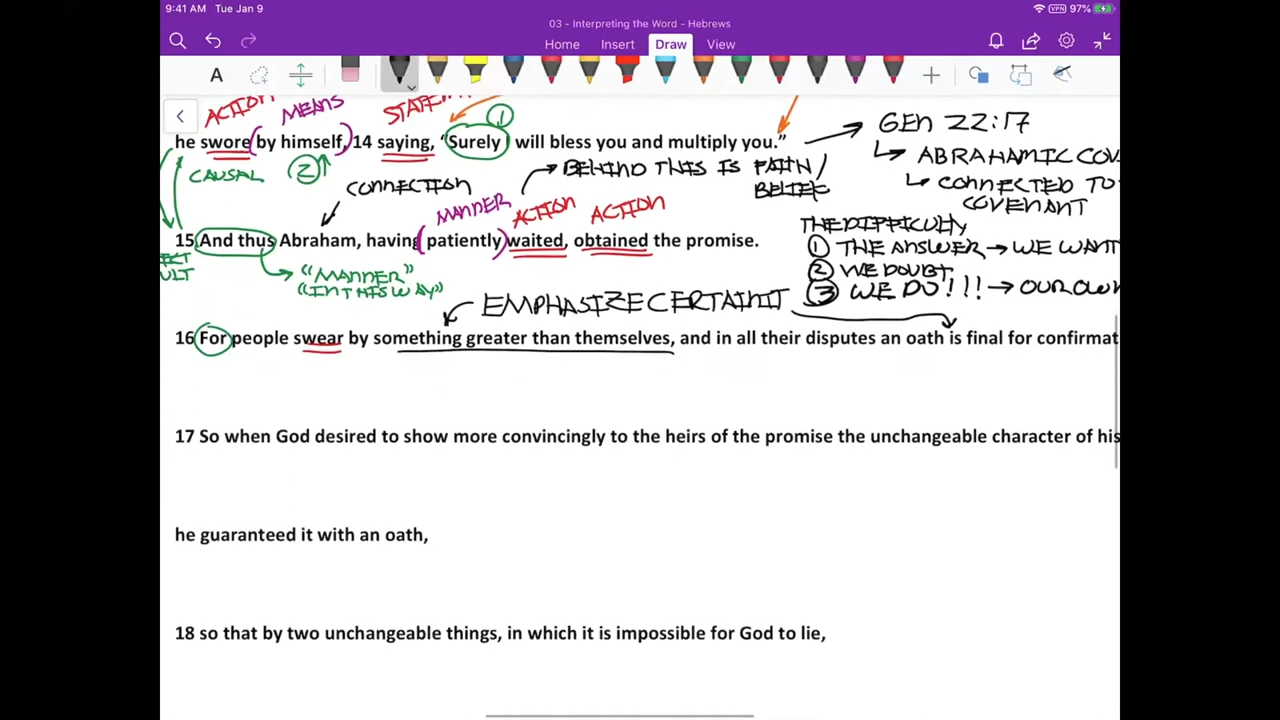 9:41 AM Tue Jan 9
VPN 97%
03 - Interpreting the Word - Hebrews
Home Insert Draw View
A
ACTION MEANS
1
he swore (by himself,) 14 saying, "Surely I will bless you and multiply you."
GEN 22:17
CAUSAL
2
BEHIND THIS IS FAITH/
BELIEF
ABRAHAMIC COV
CONNECTED TO
COVENANT
CONNECTION
MANNER ACTION ACTION
THE DIFFICULTY
15 And thus Abraham, having (patiently) waited, obtained the promise.
1 THE ANSWER → WE WANT
2 WE DOUBT
3 WE DO!!! → OUR OWN
ULT
"MANNER"
"IN THIS WAY"
EMPHASIZE CERTAINTY
16 For people swear by something greater than themselves, and in all their disputes an oath is final for confirmat
17 So when God desired to show more convincingly to the heirs of the promise the unchangeable character of his
he guaranteed it with an oath,
18 so that by two unchangeable things, in which it is impossible for God to lie,